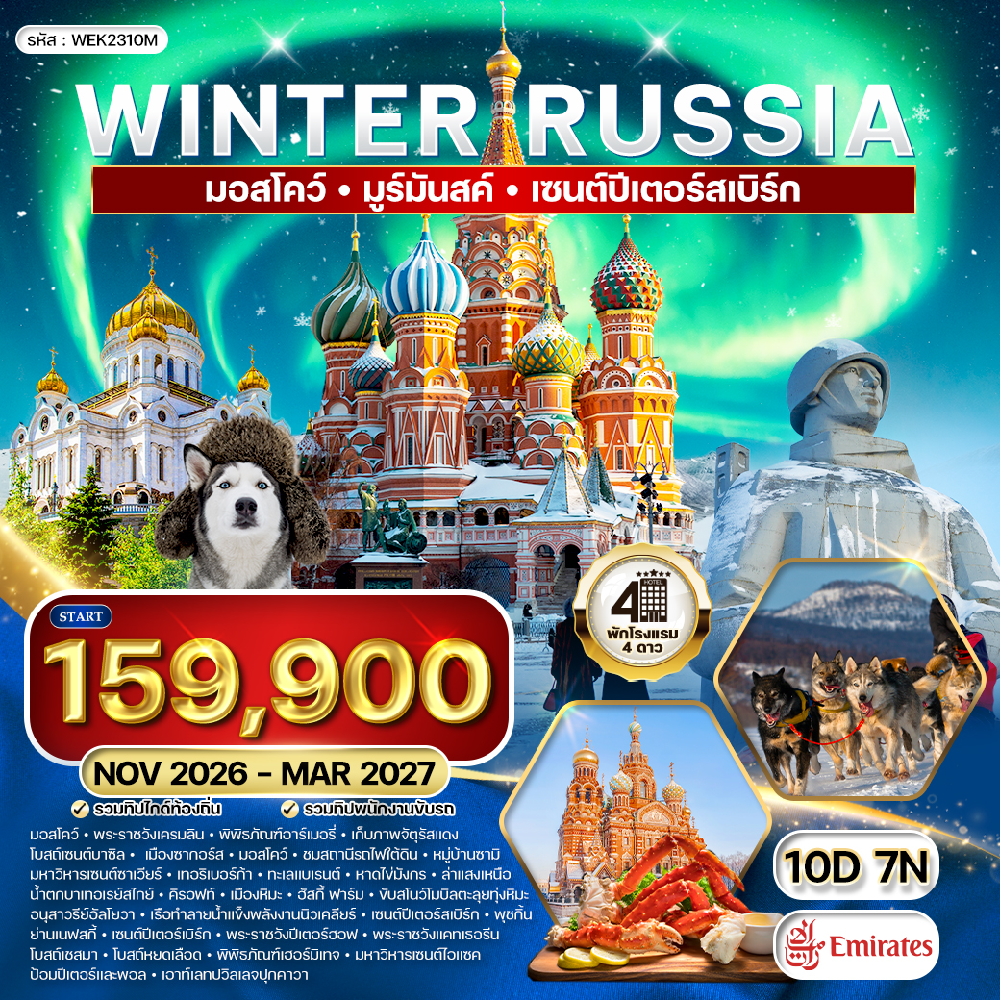 รหัส : WEK2310M
WINTER RUSSIA
มอสโคว์ • มูร์มันสค์ • เซนต์ปีเตอร์สเบิร์ก
START
159,900
NOV 2026 - MAR 2027
รวมทิปไกด์ท้องถิ่น รวมทิปพนักงานขับรถ
HOTEL
4
พักโรงแรม
4 ดาว
มอสโคว์ • พระราชวังเครมลิน • พิพิธภัณฑ์อาร์เมอรี่ • เก็บภาพจัตุรัสแดง
โบสถ์เซนต์บาซิล • เมืองซากอร์ส • มอสโคว์ • ชมสถานีรถไฟใต้ดิน • หมู่บ้านซามิ
มหาวิหารเซนต์ซาเวียร์ • เทอริเบอร์ก้า • ทะเลแบเรนต์ • หาดไข่มังกร • ล่าแสงเหนือ
น้ำตกบาเทอเรย์สไกย์ • คิรอฟท์ • เมืองหิมะ • ฮัสกี้ ฟาร์ม • ขับสโนว์โมบิลตะลุยทุ่งหิมะ
อนุสาวรีย์อัลโยวา • เรือทำลายน้ำแข็งพลังงานนิวเคลียร์ • เซนต์ปีเตอร์สเบิร์ก • พุชกิ้น
ย่านเนฟสกี้ • เซนต์ปีเตอร์เบิร์ก • พระราชวังปีเตอร์ฮอฟ • พระราชวังแคทเธอรีน
โบสถ์เชสมา • โบสถ์หยดเลือด • พิพิธภัณฑ์เฮอร์มิเทจ • มหาวิหารเซนต์ไอแซค
ป้อมปีเตอร์และพอล • เอาท์เลทปวิลเลจปุกคาวา
10D 7N
Emirates